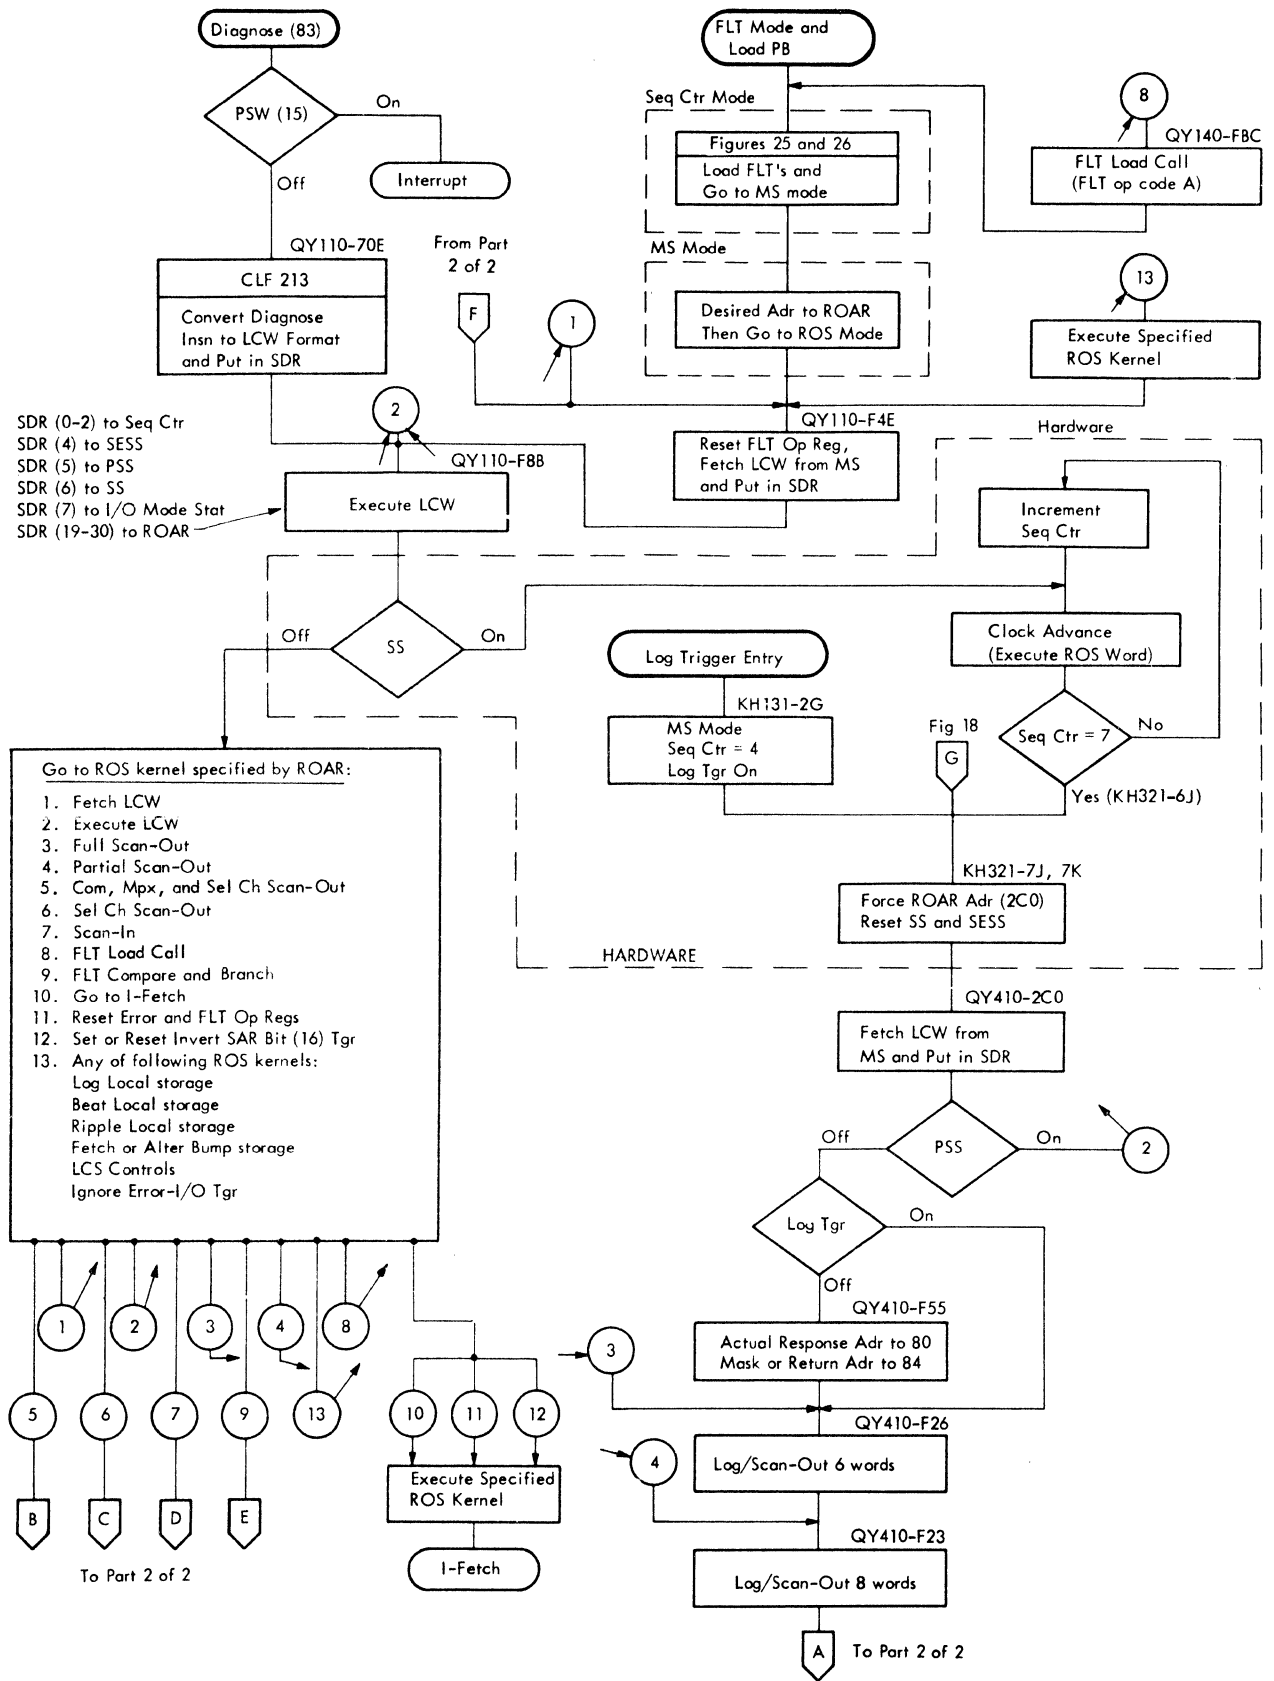 Diagnose (83)
PSW (15)
On
Interrupt
Off
QY110-70E
CLF 213
Convert Diagnose
Insn to LCW Format
and Put in SDR
FLT Mode and
Load PB
Seq Ctr Mode
Figures 25 and 26
Load FLT's and
Go to MS mode
8
QY140-FBC
FLT Load Call
(FLT op code A)
MS Mode
Desired Adr to ROAR
Then Go to ROS Mode
From Part
2 of 2
F
1
13
Execute Specified
ROS Kernel
QY110-F4E
Reset FLT Op Reg,
Fetch LCW from MS
and Put in SDR
SDR (0-2) to Seq Ctr
SDR (4) to SESS
SDR (5) to PSS
SDR (6) to SS
SDR (7) to I/O Mode Stat
SDR (19-30) to ROAR
2
QY110-F8B
Execute LCW
Hardware
Increment
Seq Ctr
Clock Advance
(Execute ROS Word)
Seq Ctr = 7
No
Yes (KH321-6J)
Off
SS
On
Log Trigger Entry
KH131-2G
MS Mode
Seq Ctr = 4
Log Tgr On
Fig 18
G
KH321-7J, 7K
Force ROAR Adr (2C0)
Reset SS and SESS
HARDWARE
Go to ROS kernel specified by ROAR:
1. Fetch LCW
2. Execute LCW
3. Full Scan-Out
4. Partial Scan-Out
5. Com, Mpx, and Sel Ch Scan-Out
6. Sel Ch Scan-Out
7. Scan-In
8. FLT Load Call
9. FLT Compare and Branch
10. Go to I-Fetch
11. Reset Error and FLT Op Regs
12. Set or Reset Invert SAR Bit (16) Tgr
13. Any of following ROS kernels:
Log Local storage
Beat Local storage
Ripple Local storage
Fetch or Alter Bump storage
LCS Controls
Ignore Error-I/O Tgr
QY410-2C0
Fetch LCW from
MS and Put in SDR
Off
PSS
On
2
Log Tgr
On
Off
QY410-F55
Actual Response Adr to 80
Mask or Return Adr to 84
1
2
3
4
8
3
5
6
7
9
13
10
11
12
QY410-F26
Log/Scan-Out 6 words
4
Execute Specified
ROS Kernel
B
C
D
E
To Part 2 of 2
I-Fetch
QY410-F23
Log/Scan-Out 8 words
A
To Part 2 of 2